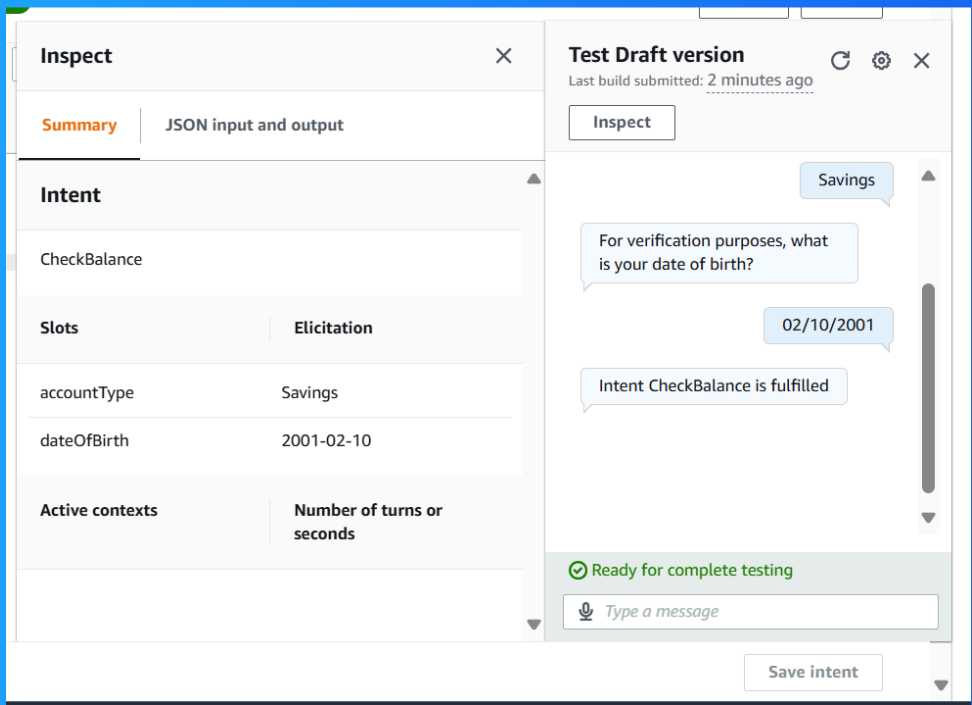 Inspect
Summary
JSON input and output
Intent
CheckBalance
Slots
Elicitation
accountType
Savings
dateOfBirth
2001-02-10
Active contexts
Number of turns or
seconds
Test Draft version
Last build submitted: 2 minutes ago
Inspect
Savings
For verification purposes, what
is your date of birth?
02/10/2001
Intent CheckBalance is fulfilled
Ready for complete testing
Type a message
Save intent